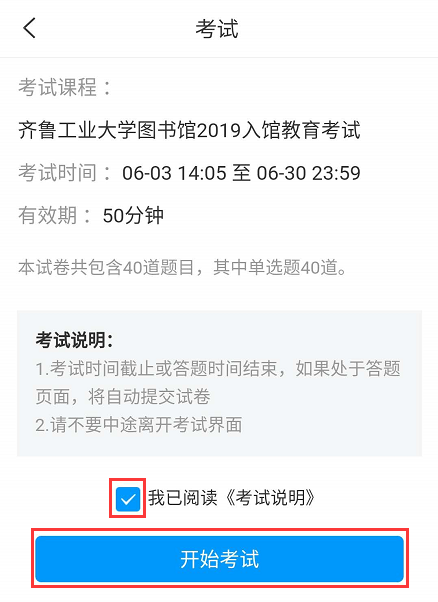 考试
考试课程：
齐鲁工业大学图书馆2019入馆教育考试
考试时间：06-03 14:05 至 06-30 23:59
有效期：50分钟
本试卷共包含40道题目，其中单选题40道。
考试说明：
1.考试时间截止或答题时间结束，如果处于答题
页面，将自动提交试卷
2.请不要中途离开考试界面
我已阅读《考试说明》
开始考试